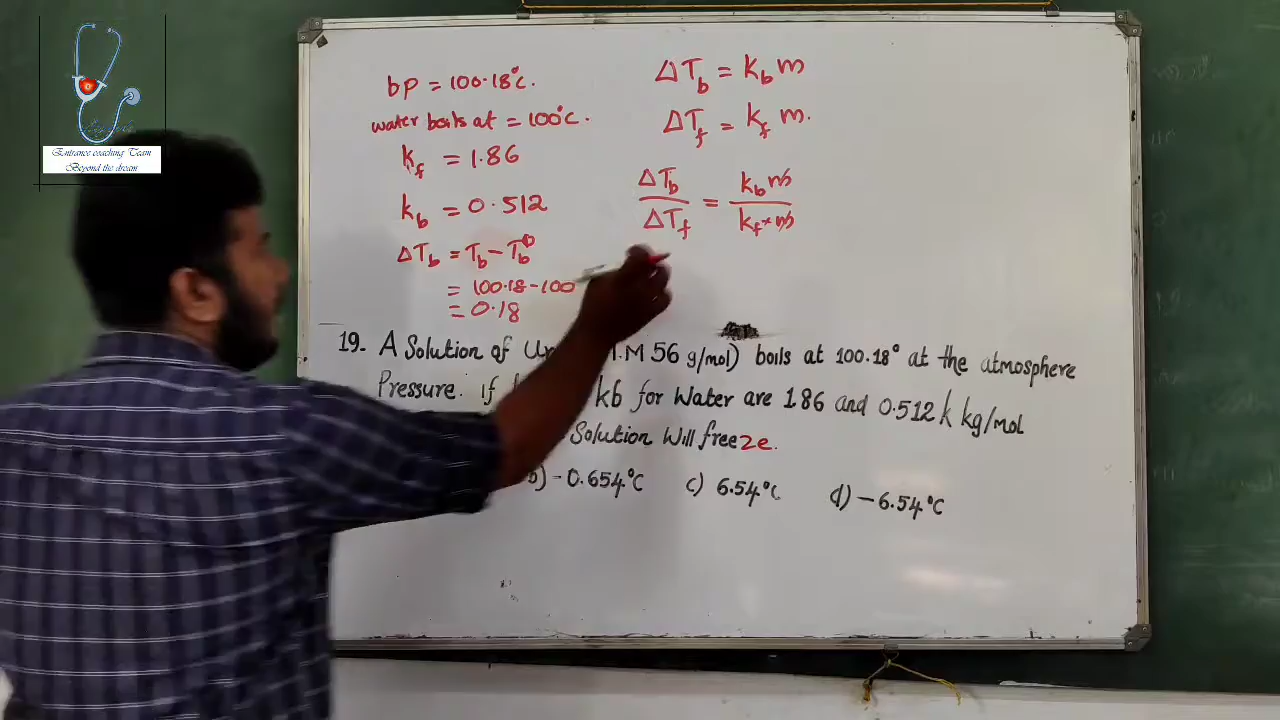 bp = 100.18°C.
water boils at = 100°C.
kf = 1.86
kb = 0.512
ΔTb = Tb - Tb°
= 100.18 - 100
= 0.18
ΔTb = kb m
ΔTf = kf m.
ΔTb / ΔTf = kb m / kf × m
19. A Solution of .M 56 g/mol) boils at 100.18° at the atmosphere
Pressure. If kb for Water are 1.86 and 0.512 k kg/mol
Solution Will freeze.
b) -0.654°C c) 6.54°C d) -6.54°C
Entrance coaching Team
Beyond the dream